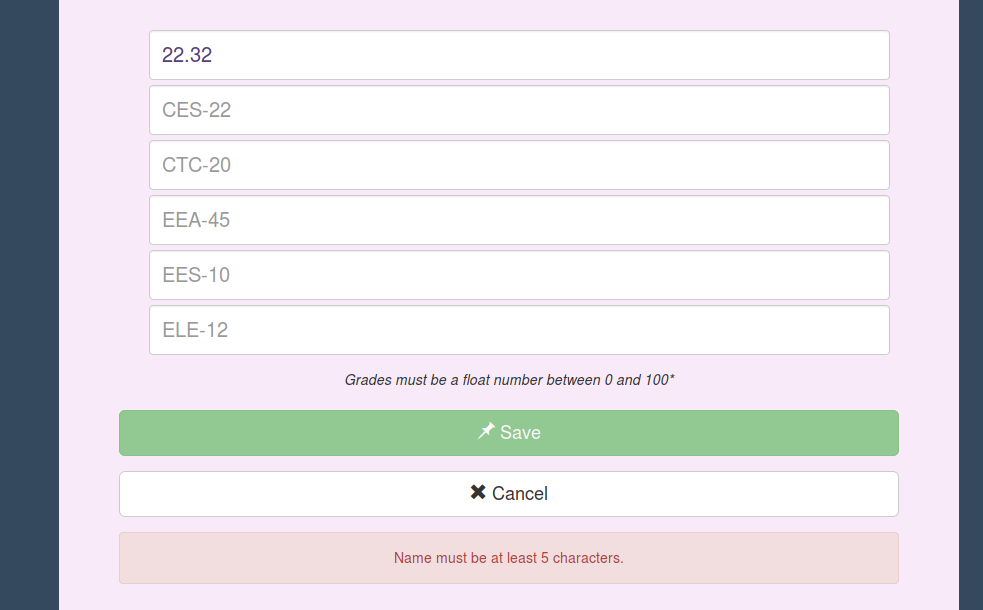 22.32
CES-22
CTC-20
EEA-45
EES-10
ELE-12
Grades must be a float number between 0 and 100*
Save
Cancel
Name must be at least 5 characters.